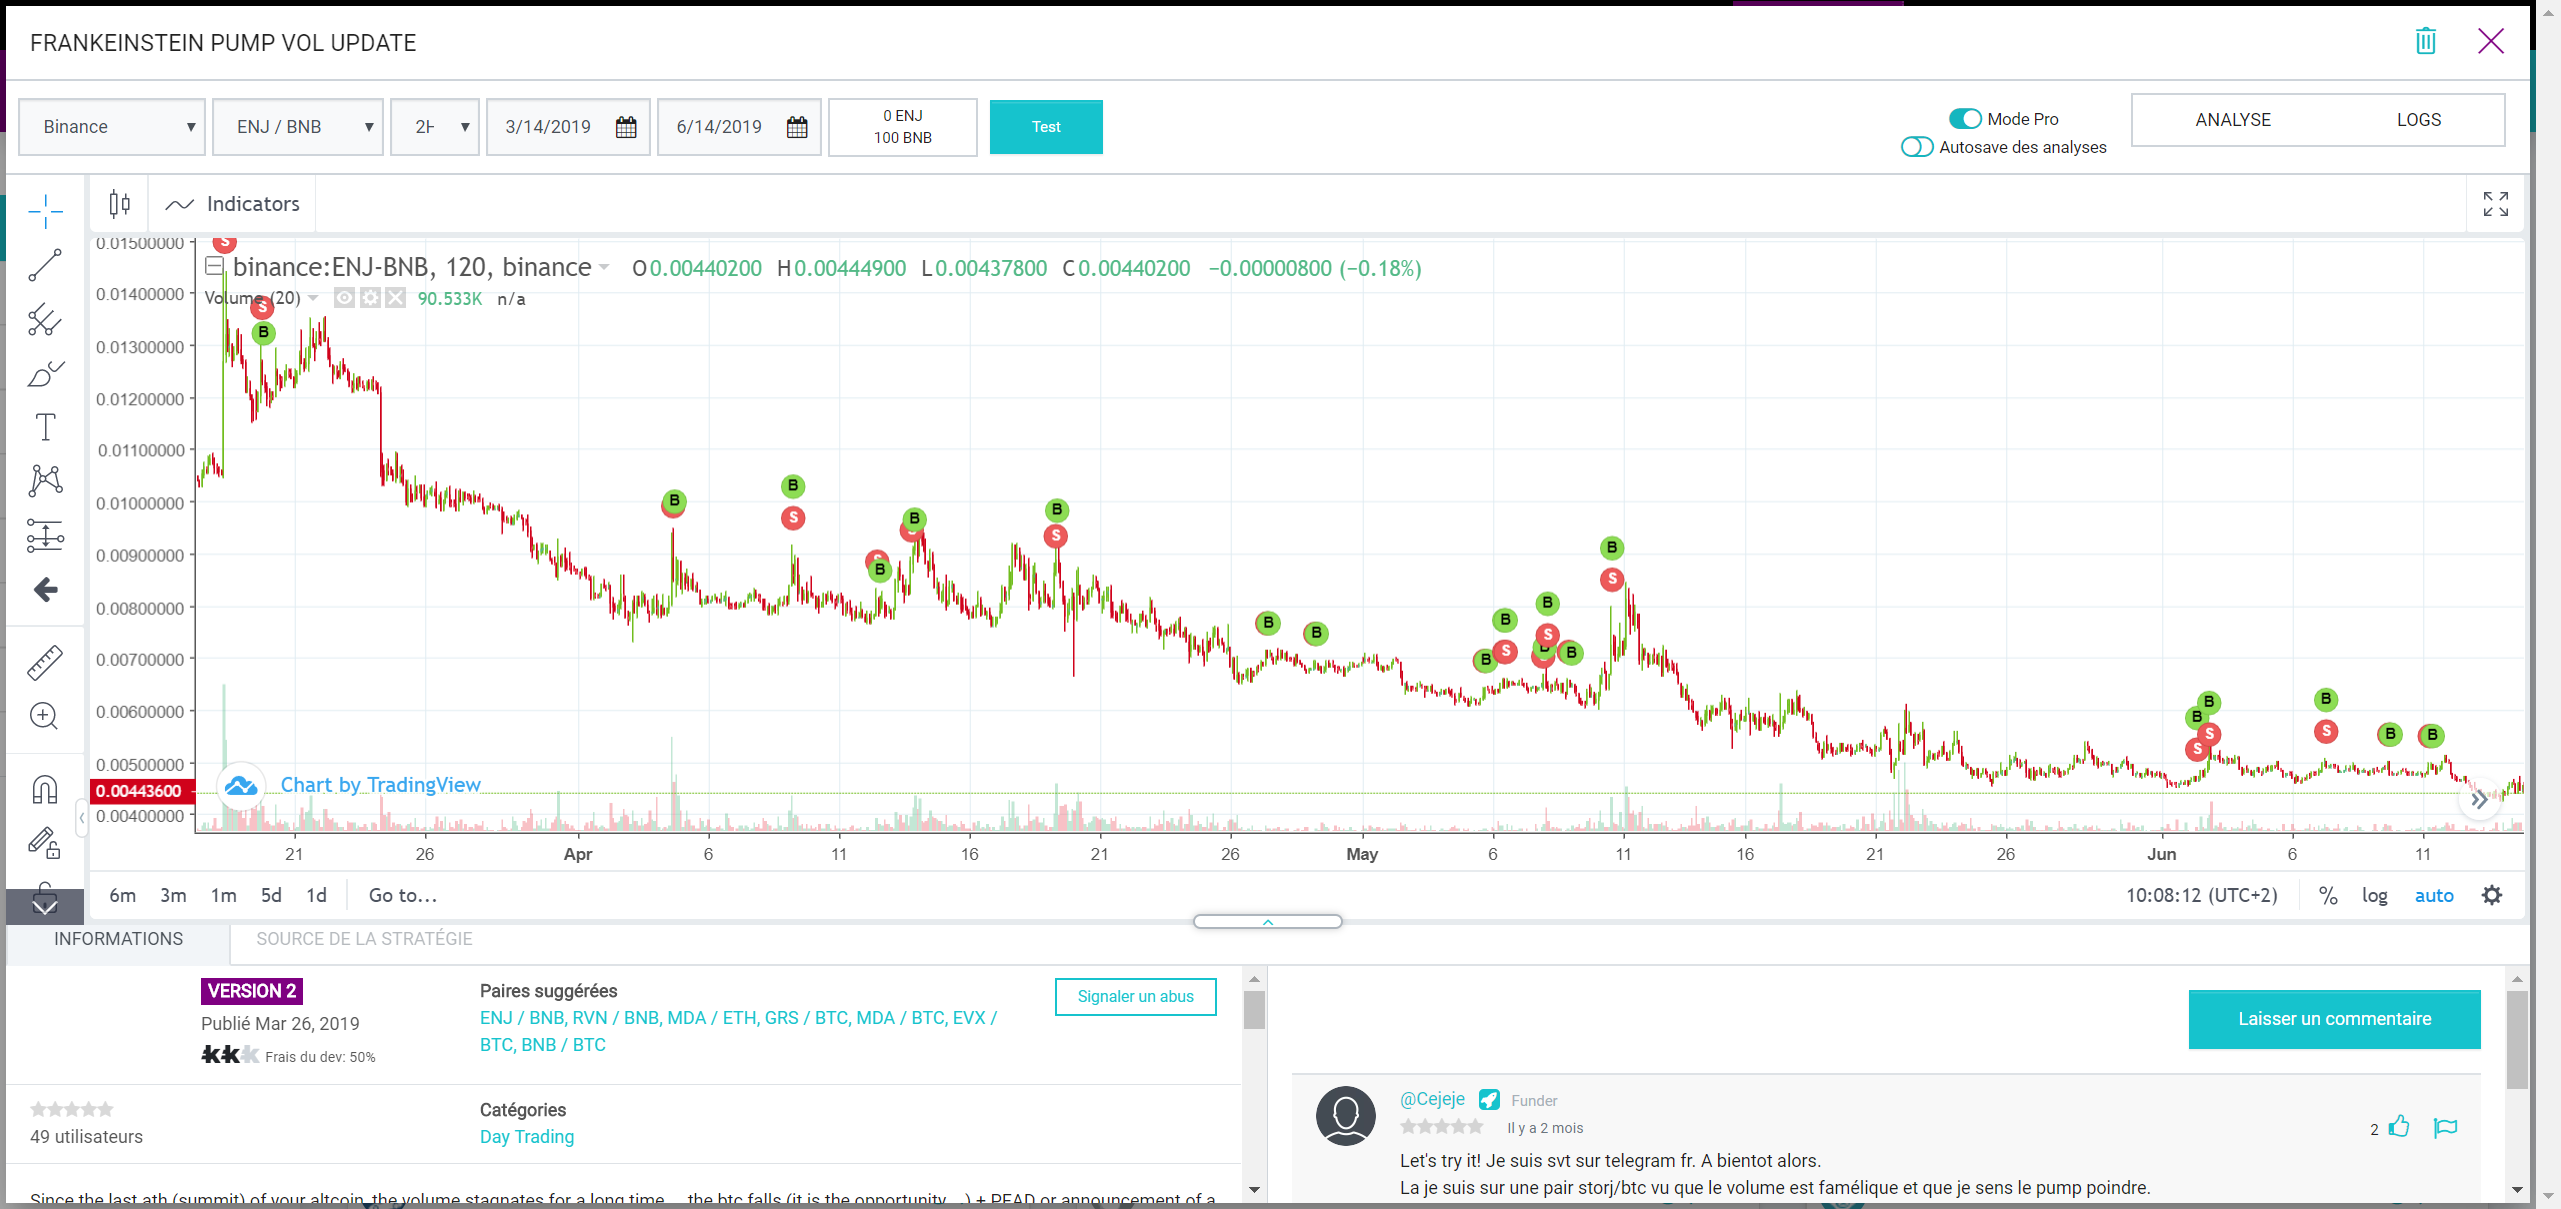 FRANKEINSTEIN PUMP VOL UPDATE
Binance
ENJ / BNB
3/14/2019
6/14/2019
0 ENJ
100 BNB
Test
Mode Pro
Autosave des analyses
ANALYSE
LOGS
Indicators
binance:ENJ-BNB, 120, binance O0.00440200 H0.00444900 L0.00437800 C0.00440200 −0.00000800 (−0.18%)
Volume (20) 90.533K n/a
0.01500000
0.01400000
0.01300000
0.01200000
0.01100000
0.01000000
0.00900000
0.00800000
0.00700000
0.00600000
0.00500000
0.00443600
0.00400000
S
S
B
B
B
S
S
B
B
B
S
B
B
B
B
S
B
S
B
B
S
B
B
S
S
B
S
B
B
Chart by TradingView
21 26 Apr 6 11 16 21 26 May 6 11 16 21 26 Jun 6 11
6m 3m 1m 5d 1d Go to...
10:08:12 (UTC+2) % log auto
INFORMATIONS
SOURCE DE LA STRATÉGIE
VERSION 2
Publié Mar 26, 2019
Frais du dev: 50%
Paires suggérées
ENJ / BNB, RVN / BNB, MDA / ETH, GRS / BTC, MDA / BTC, EVX /
BTC, BNB / BTC
Signaler un abus
49 utilisateurs
Catégories
Day Trading
Since the last ath (summit) of your altcoin, the volume stagnates for a long time ... the btc falls (it is the opportunity ...) + PEAD or announcement of a
Laisser un commentaire
@Cejeje Funder
Il y a 2 mois
2
Let's try it! Je suis svt sur telegram fr. A bientot alors.
La je suis sur une pair storj/btc vu que le volume est famélique et que je sens le pump poindre.